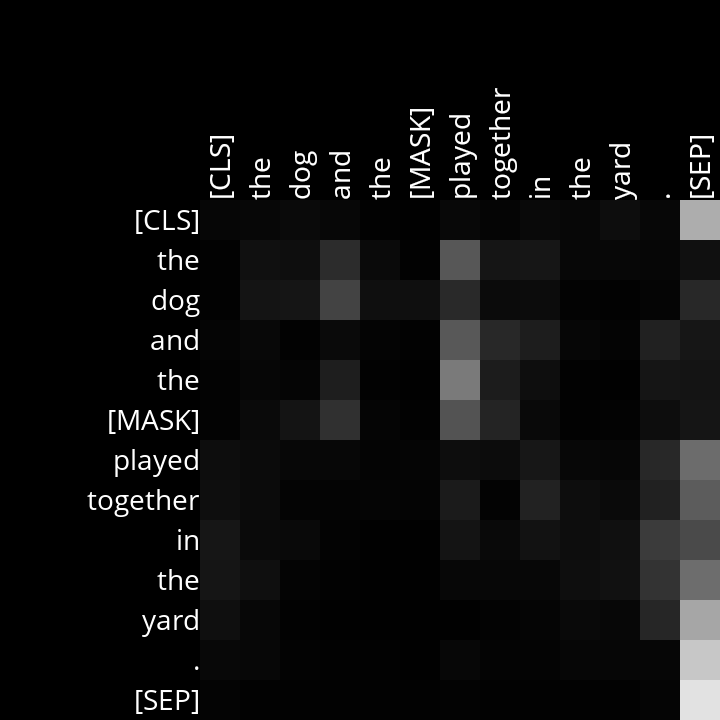 [CLS] the dog and the [MASK] played together in the yard . [SEP]
[CLS]
the
dog
and
the
[MASK]
played
together
in
the
yard
.
[SEP]